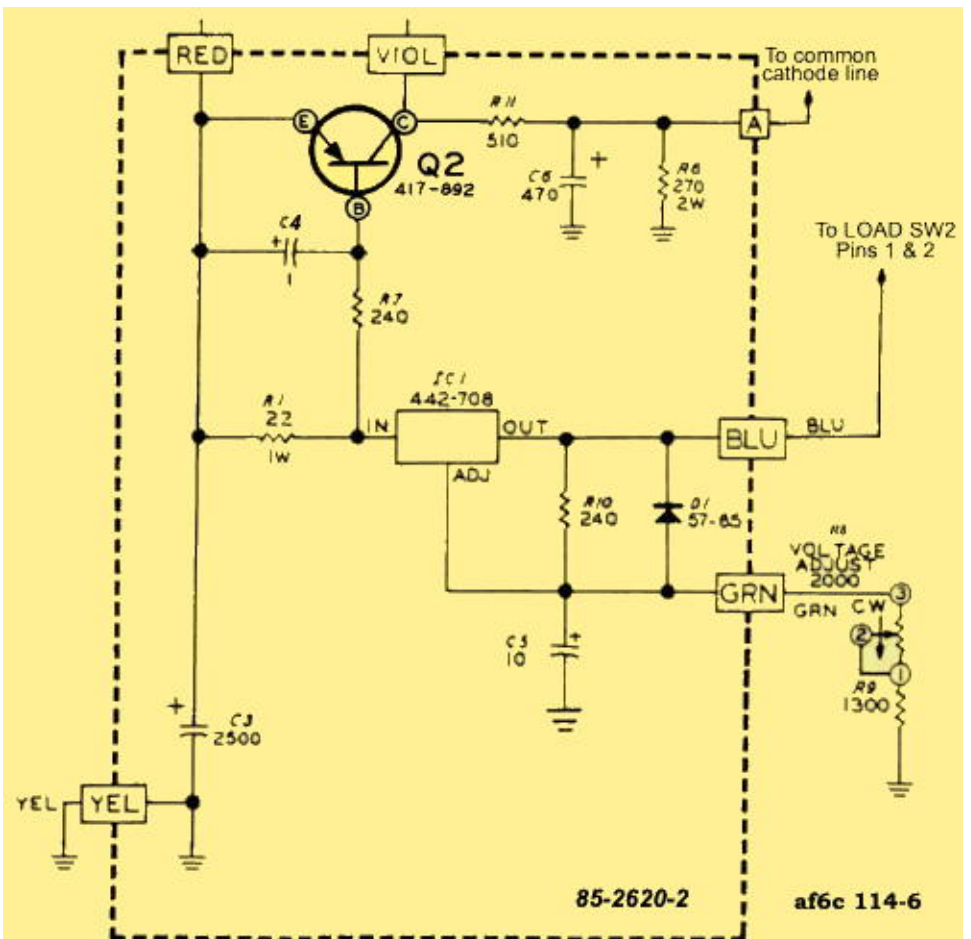 RED
VIOL
To common
cathode line
R11
510
E
C
A
Q2
417-892
C6
470
+
R6
270
2W
B
C4
+
1
To LOAD SW2
Pins 1 & 2
R7
240
IC1
442-708
R1
22
1W
IN
OUT
ADJ
BLU
BLU
R10
240
D1
57-85
R8
VOLTAGE
ADJUST
2000
GRN
GRN
CW
3
2
1
C5
10
+
R9
1300
+
C3
2500
YEL
YEL
85-2620-2
af6c 114-6